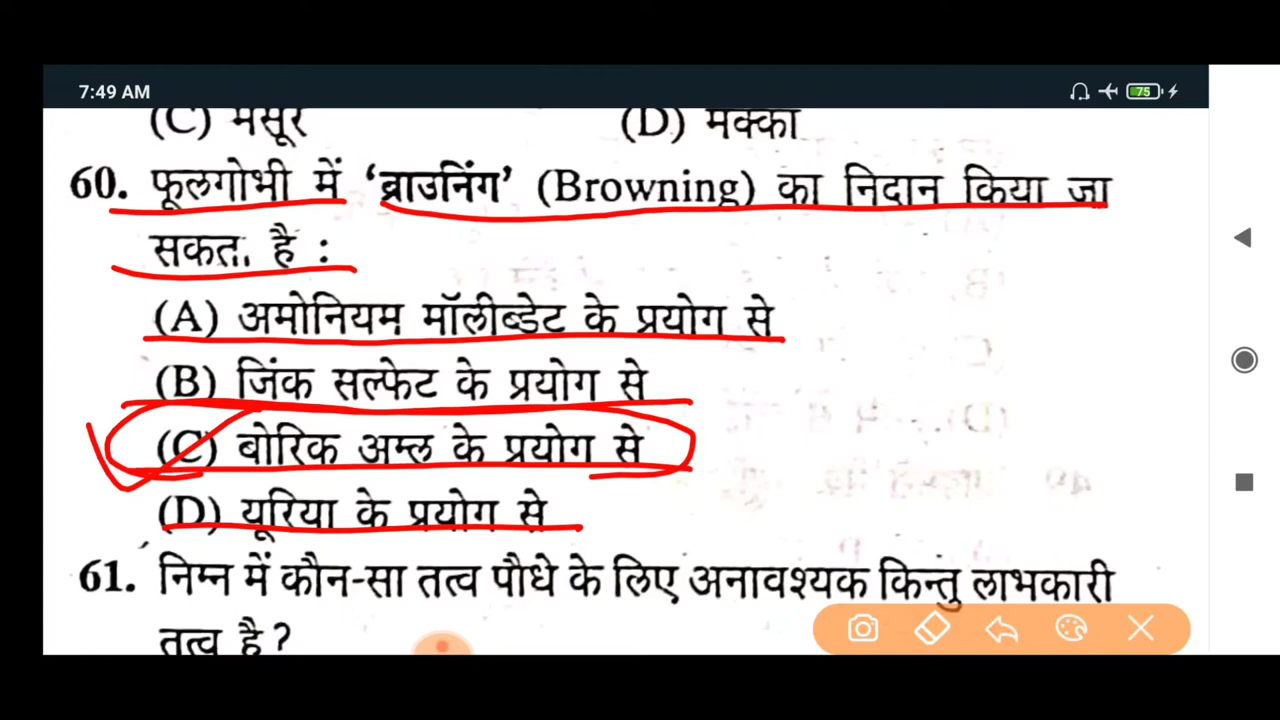 7:49 AM
75
(C) मसूर (D) मक्का
60. फूलगोभी में ‘ब्राउनिंग’ (Browning) का निदान किया जा
सकता है :
(A) अमोनियम मॉलीब्डेट के प्रयोग से
(B) जिंक सल्फेट के प्रयोग से
(C) बोरिक अम्ल के प्रयोग से
(D) यूरिया के प्रयोग से
61. निम्न में कौन-सा तत्व पौधे के लिए अनावश्यक किन्तु लाभकारी
तत्व है ?